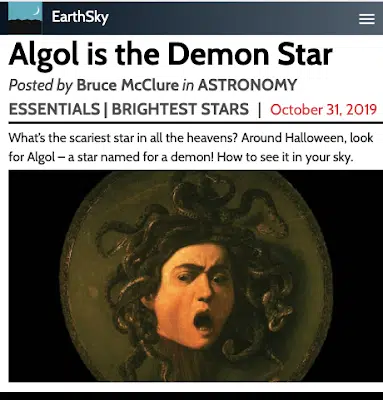 EarthSky
Algol is the Demon Star
Posted by Bruce McClure in ASTRONOMY
ESSENTIALS | BRIGHTEST STARS | October 31, 2019
What's the scariest star in all the heavens? Around Halloween, look
for Algol – a star named for a demon! How to see it in your sky.